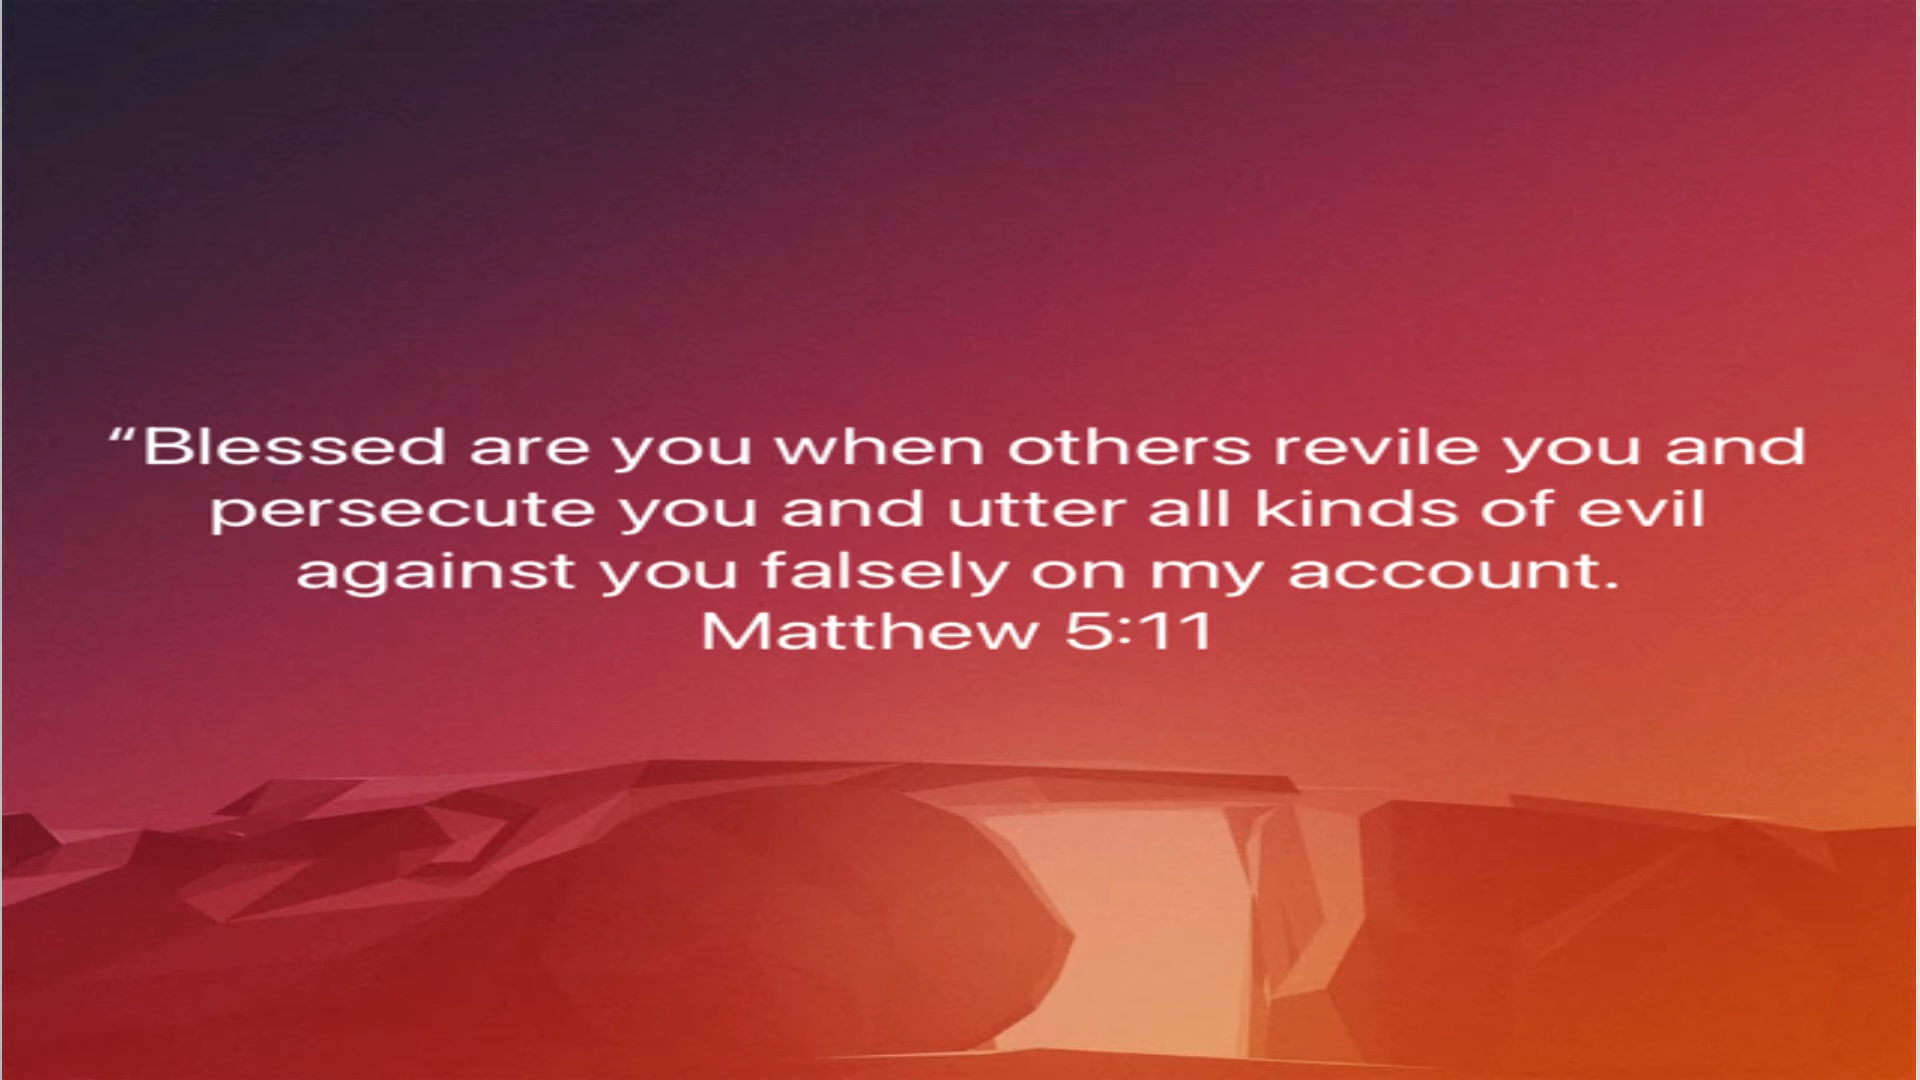 “Blessed are you when others revile you and
persecute you and utter all kinds of evil
against you falsely on my account.
Matthew 5:11